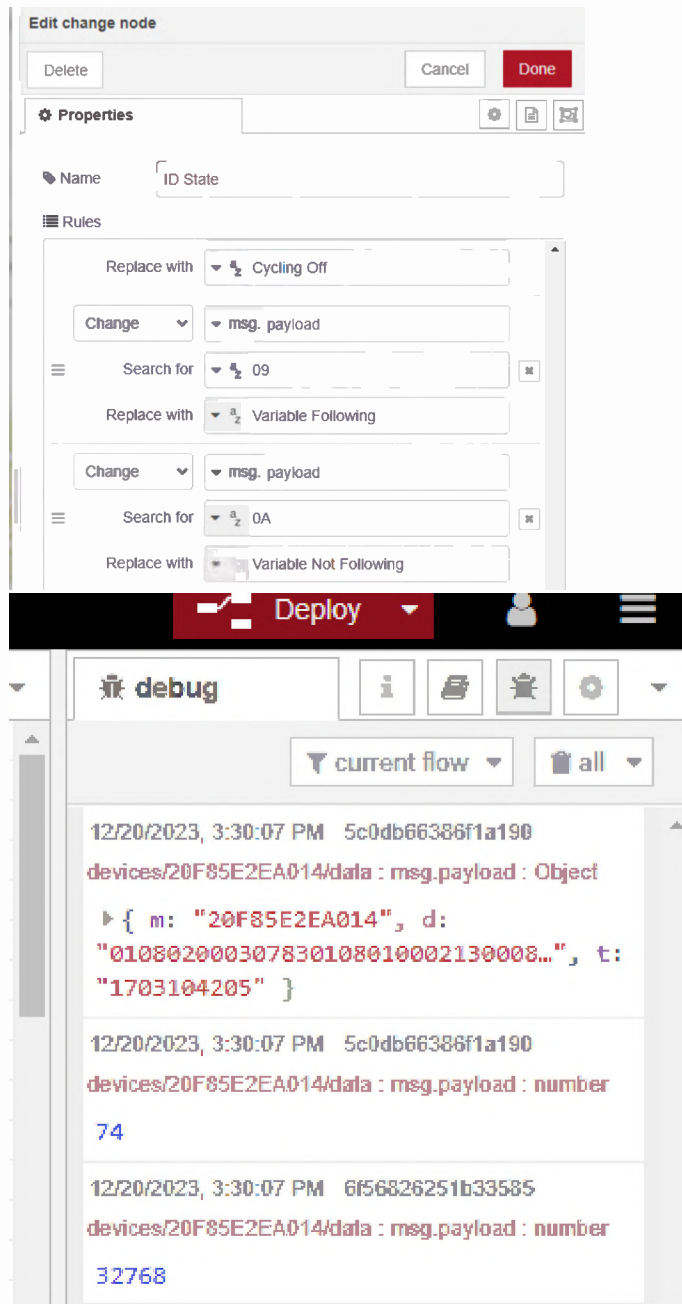 Edit change node
Delete Cancel Done
Properties
Name ID State
Rules
Replace with Cycling Off
Change msg. payload
Search for 09
Replace with Variable Following
Change msg. payload
Search for 0A
Replace with Variable Not Following
Deploy
debug
current flow all
12/20/2023, 3:30:07 PM 5c0db66386f1a190
devices/20F85E2EA014/data : msg.payload : Object
{ m: "20F85E2EA014", d:
"010802000307830108010002130008…", t:
"1703104205" }
12/20/2023, 3:30:07 PM 5c0db66386f1a190
devices/20F85E2EA014/data : msg.payload : number
74
12/20/2023, 3:30:07 PM 6f56826251b33585
devices/20F85E2EA014/data : msg.payload : number
32768